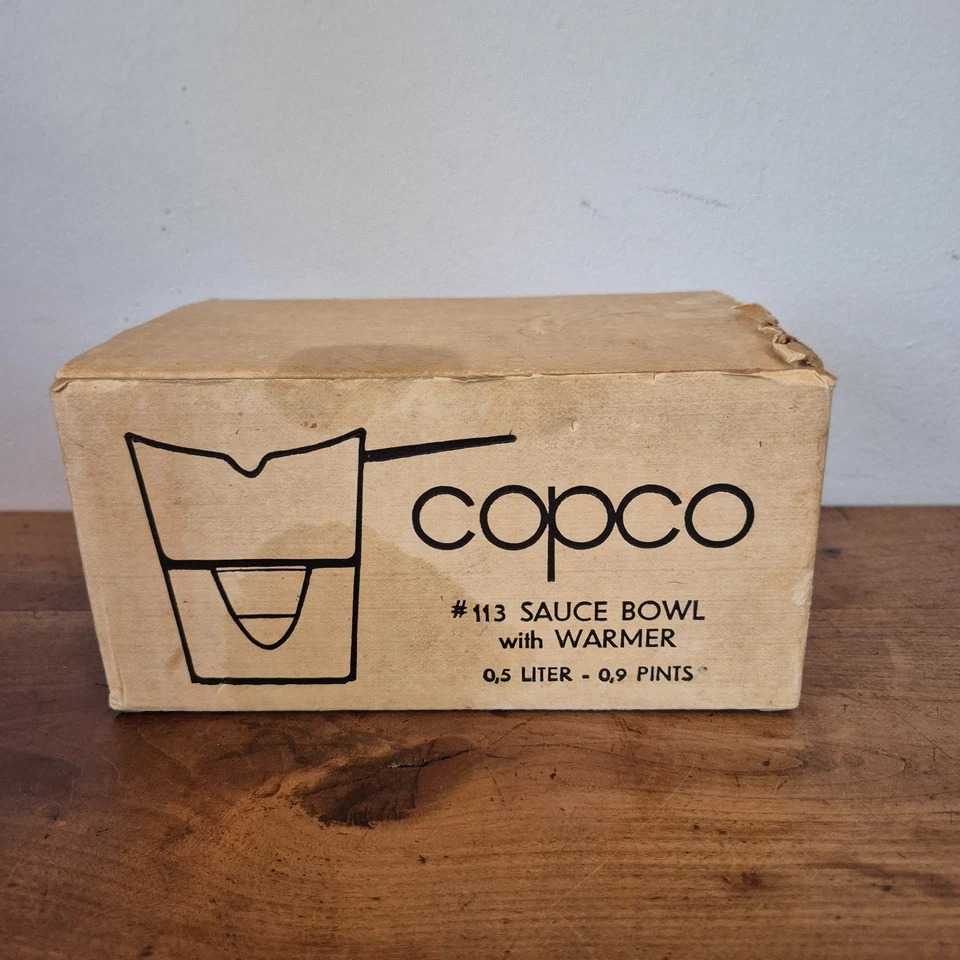 copco
#113 SAUCE BOWL
with WARMER
0,5 LITER - 0,9 PINTS